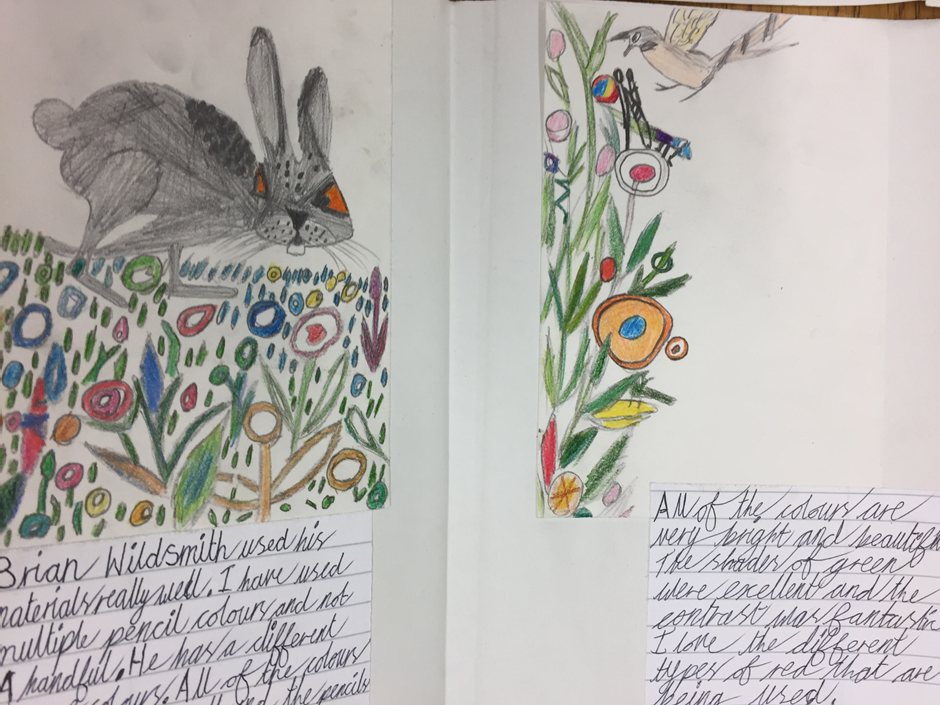 Brian Wildsmith used his
materials really well. I have used
multiple pencil colours and not
A handful. He has a different
colours. All of the colours
the pencils
All of the colours are
very bright and beautiful
The shades of green
were exellent and the
contrast was fantastic
I love the different
types of red that are
being used.